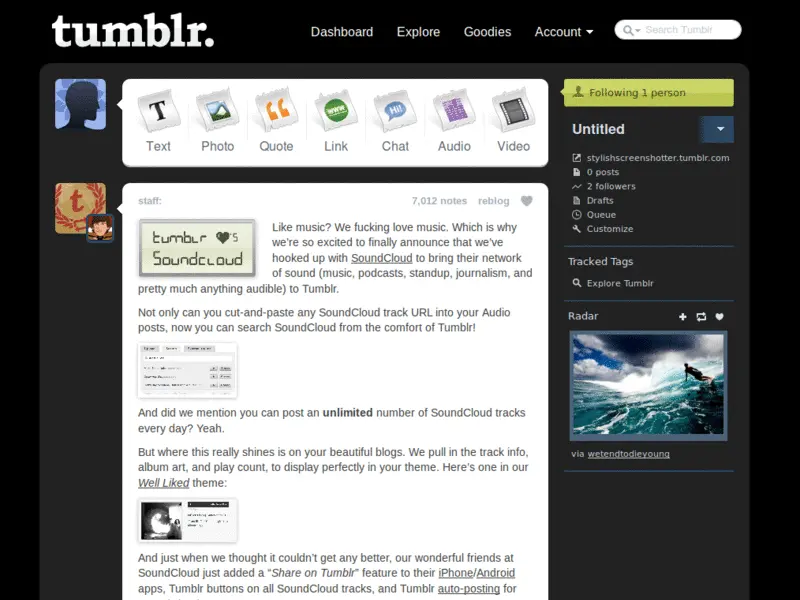 tumblr.
Dashboard
Explore
Goodies
Account
Search Tumblr
Text
Photo
Quote
Link
Chat
Audio
Video
staff:
7,012 notes
reblog
tumblr ♥'s
Soundcloud
Like music? We fucking love music. Which is why
we're so excited to finally announce that we've
hooked up with SoundCloud to bring their network
of sound (music, podcasts, standup, journalism, and
pretty much anything audible) to Tumblr.
Not only can you cut-and-paste any SoundCloud track URL into your Audio
posts, now you can search SoundCloud from the comfort of Tumblr!
And did we mention you can post an unlimited number of SoundCloud tracks
every day? Yeah.
But where this really shines is on your beautiful blogs. We pull in the track info,
album art, and play count, to display perfectly in your theme. Here's one in our
Well Liked theme:
And just when we thought it couldn't get any better, our wonderful friends at
SoundCloud just added a “Share on Tumblr” feature to their iPhone/Android
apps, Tumblr buttons on all SoundCloud tracks, and Tumblr auto-posting for
Following 1 person
Untitled
stylishscreenshotter.tumblr.com
0 posts
2 followers
Drafts
Queue
Customize
Tracked Tags
Explore Tumblr
Radar
via wetendtodieyoung